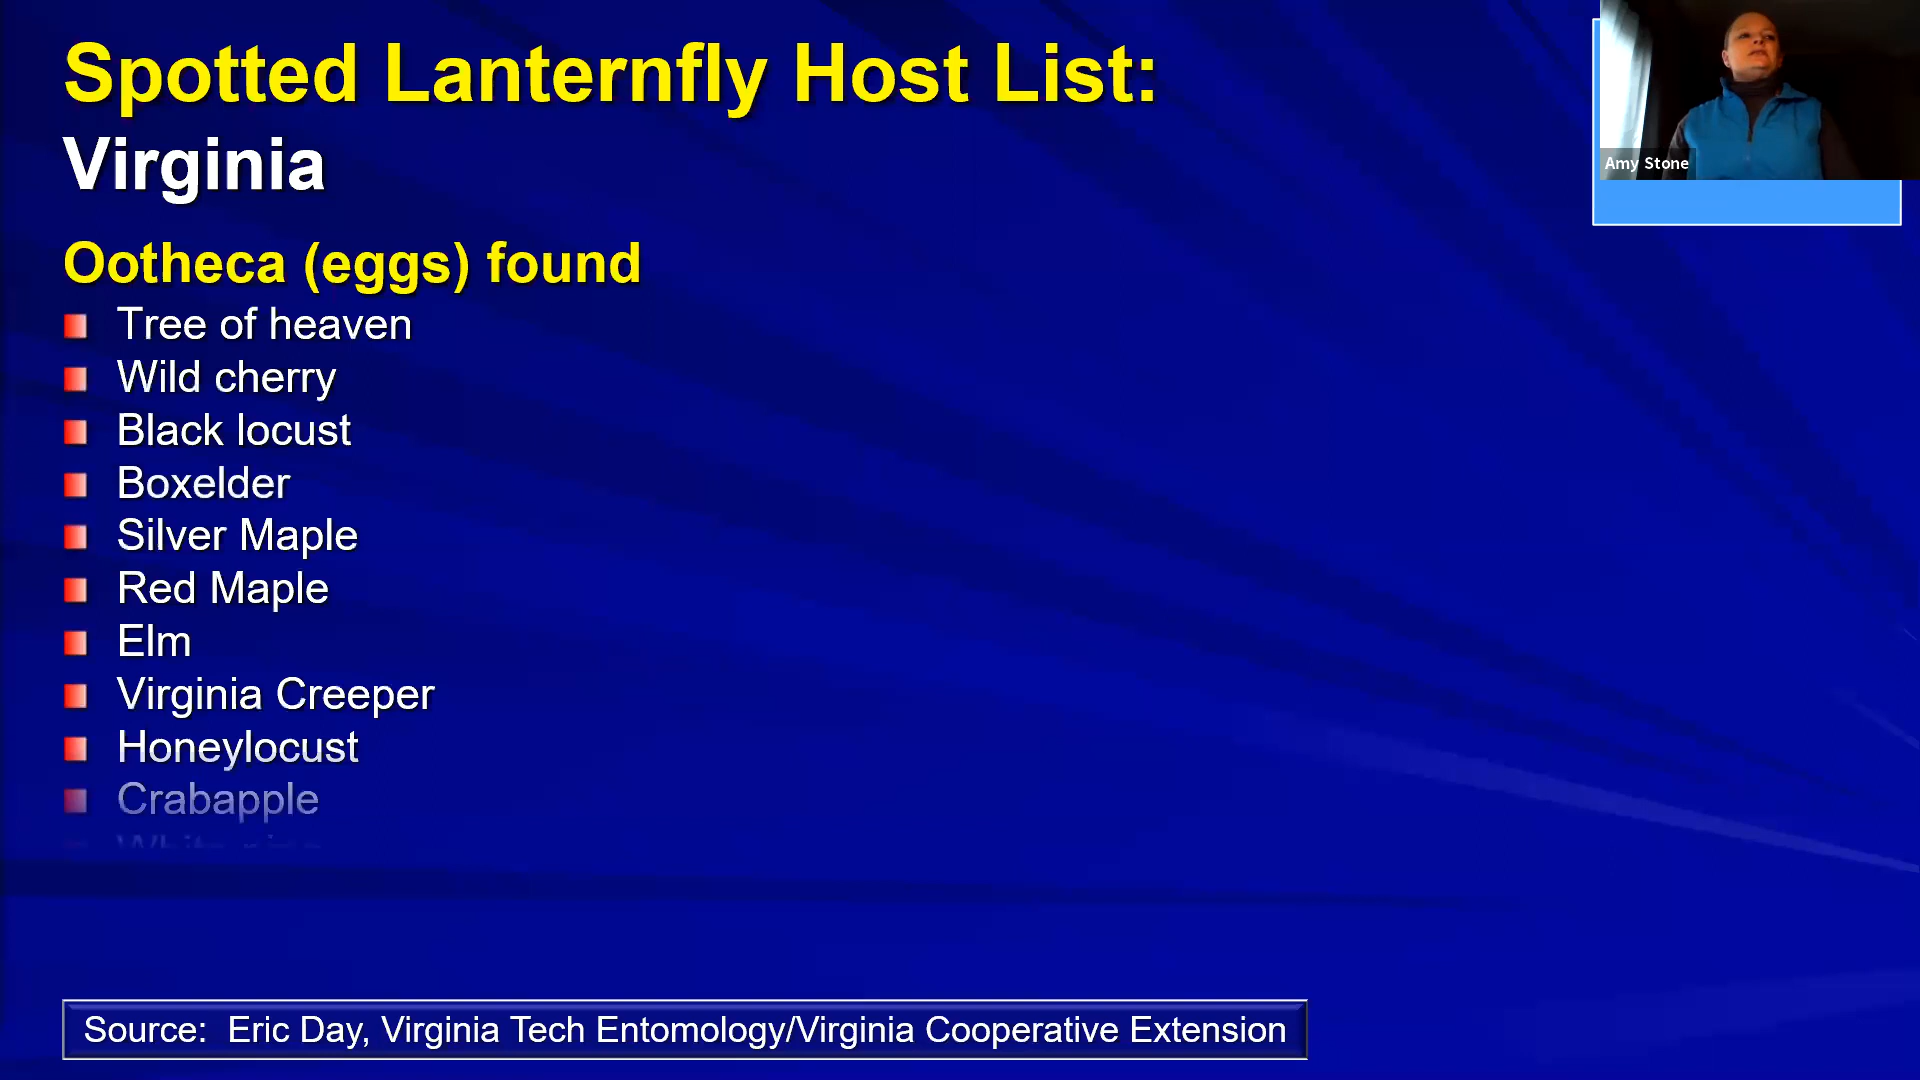 Spotted Lanternfly Host List:
Virginia
Amy Stone
Ootheca (eggs) found
Tree of heaven
Wild cherry
Black locust
Boxelder
Silver Maple
Red Maple
Elm
Virginia Creeper
Honeylocust
Crabapple
Source: Eric Day, Virginia Tech Entomology/Virginia Cooperative Extension